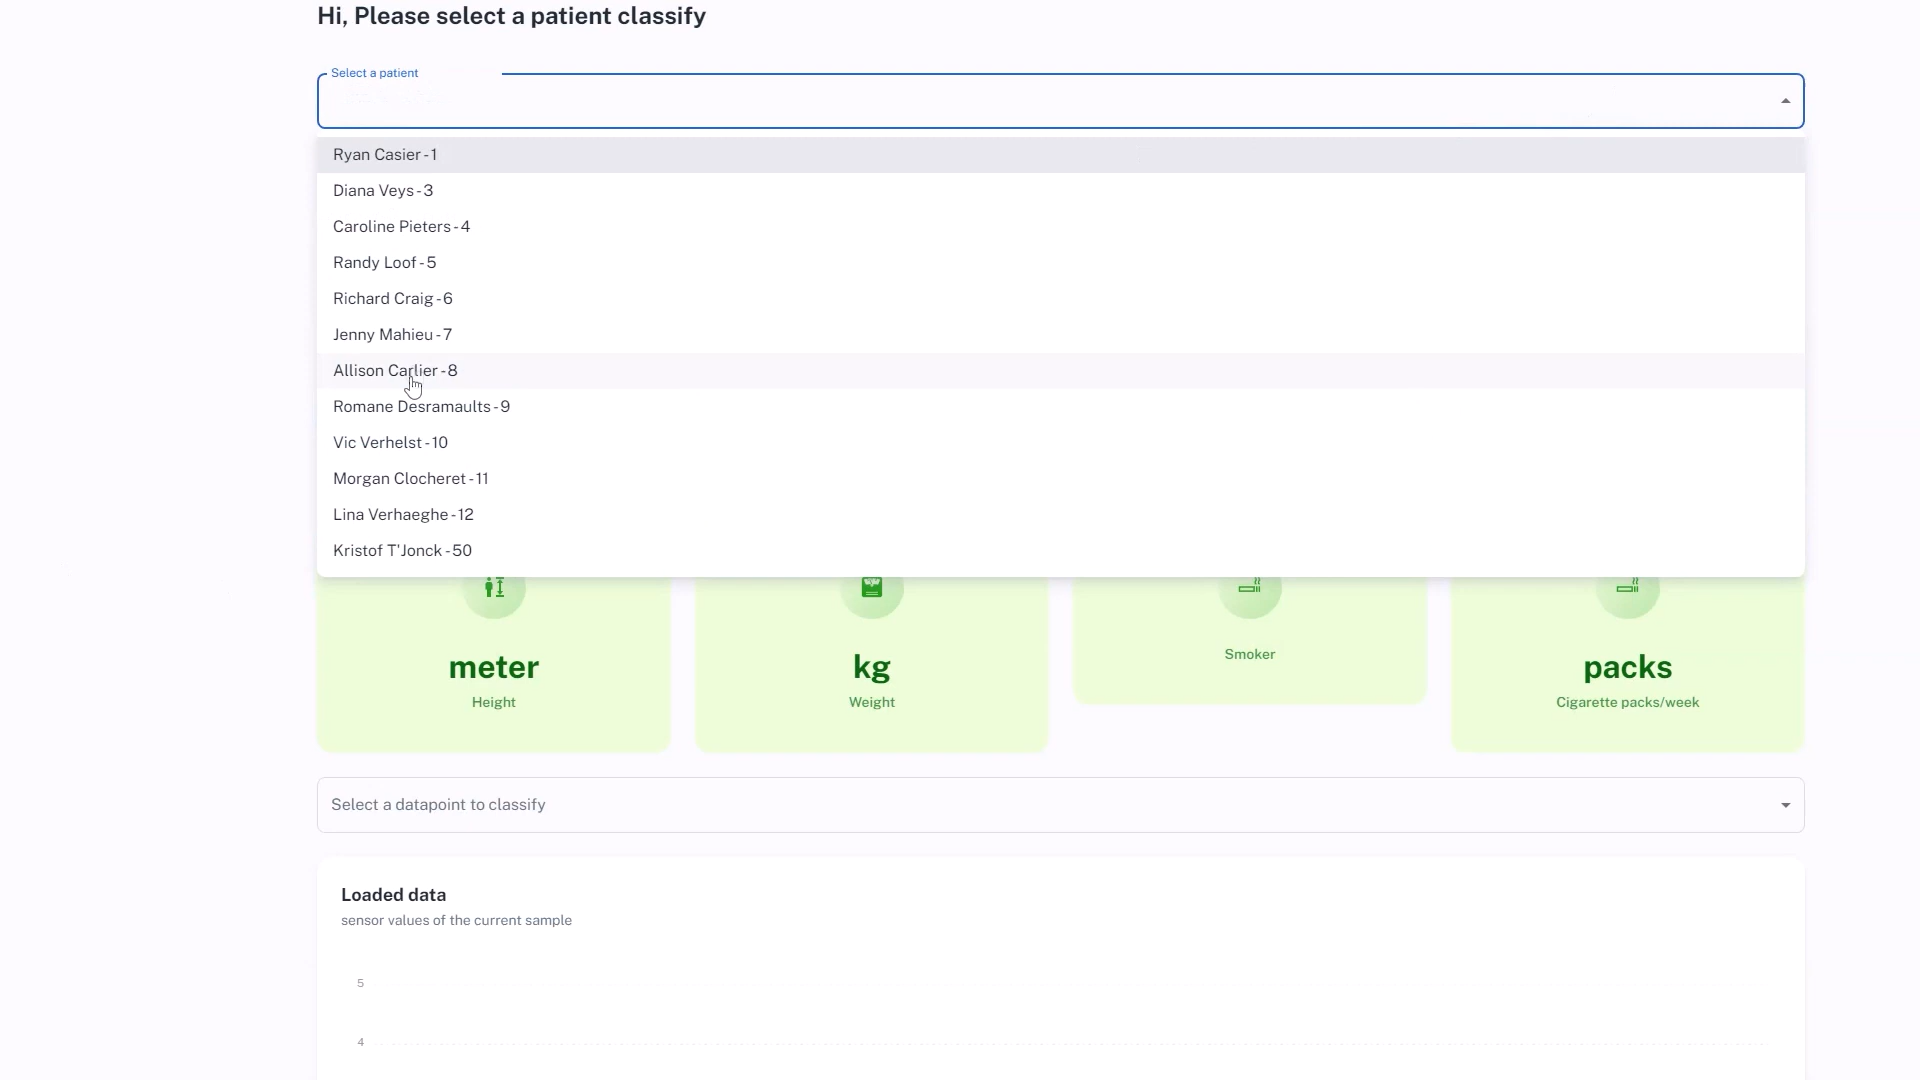 Hi, Please select a patient classify
Select a patient
Ryan Casier - 1
Diana Veys - 3
Caroline Pieters - 4
Randy Loof - 5
Richard Craig - 6
Jenny Mahieu - 7
Allison Carlier - 8
Romane Desramaults - 9
Vic Verhelst - 10
Morgan Clocheret - 11
Lina Verhaeghe - 12
Kristof T'Jonck - 50
meter
Height
kg
Weight
Smoker
packs
Cigarette packs/week
Select a datapoint to classify
Loaded data
sensor values of the current sample
5
4